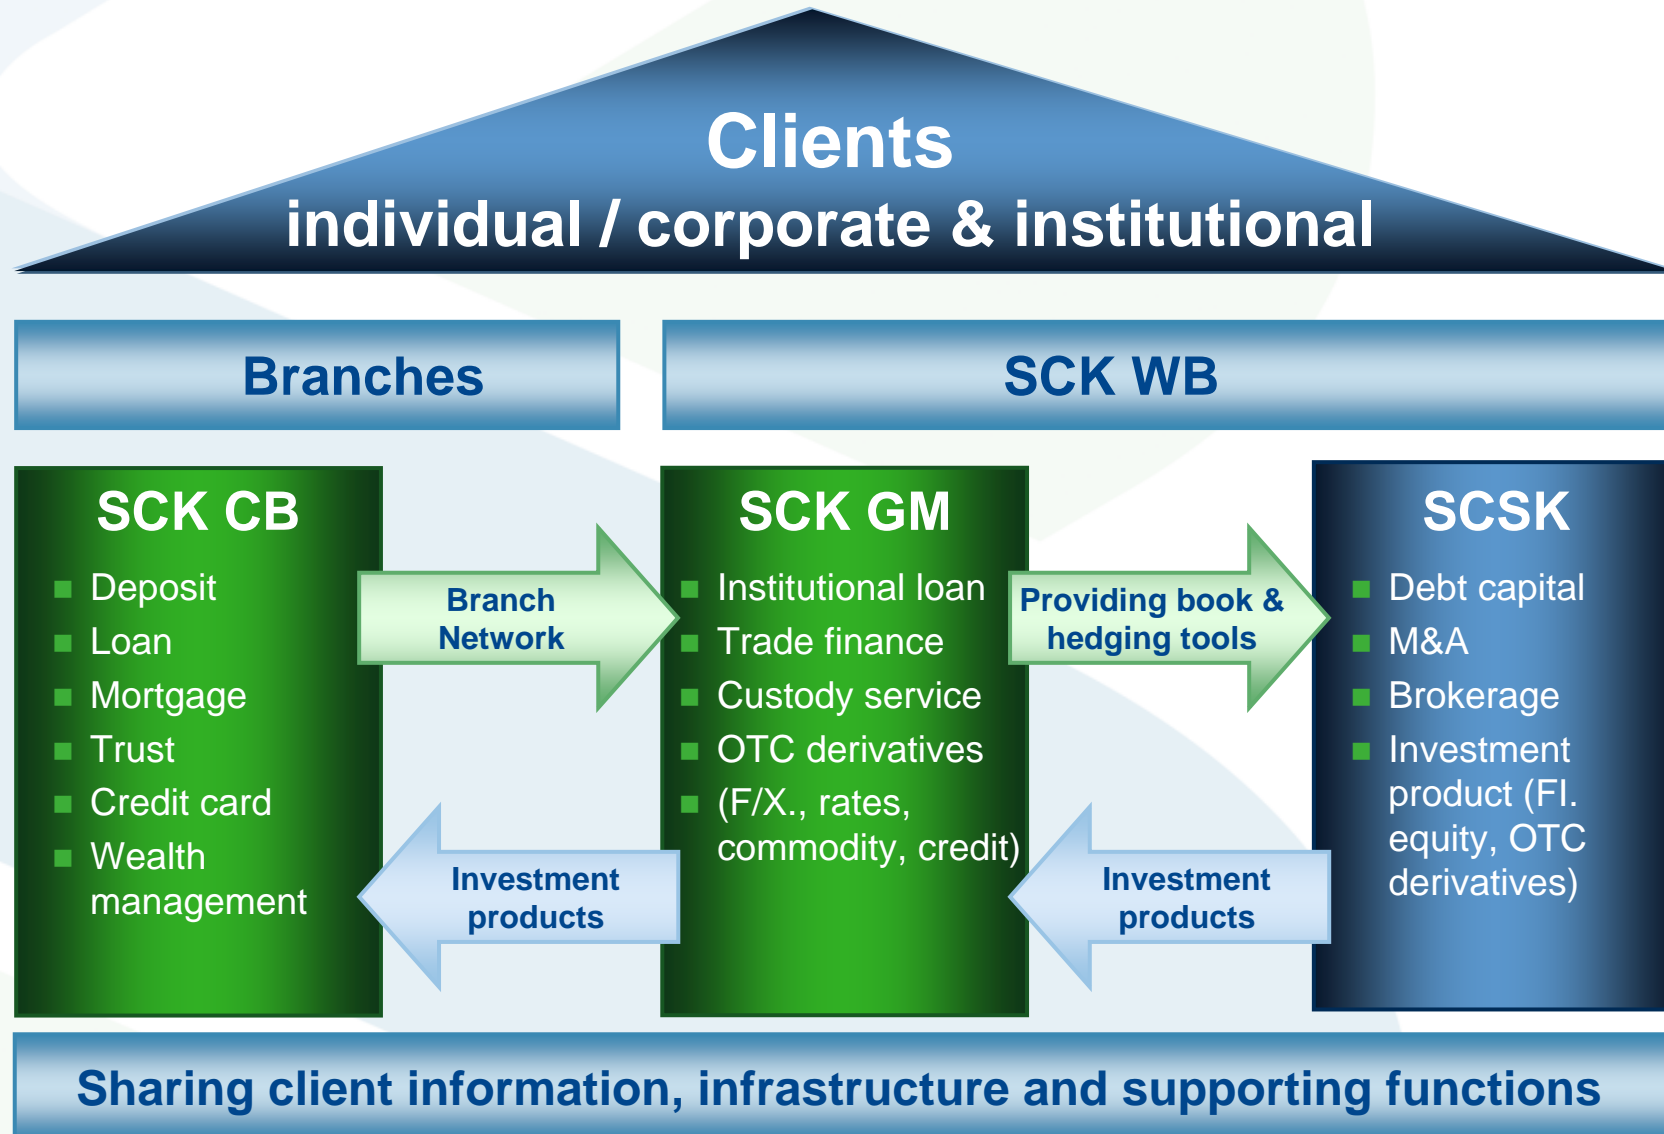 Clients
individual / corporate & institutional
Branches
SCK WB
SCK CB
Deposit
Loan
Mortgage
Trust
Credit card
Wealth
management
Branch
Network
Investment
products
SCK GM
Institutional loan
Trade finance
Custody service
OTC derivatives
(F/X., rates,
commodity, credit)
Providing book &
hedging tools
Investment
products
SCSK
Debt capital
M&A
Brokerage
Investment
product (FI.
equity, OTC
derivatives)
Sharing client information, infrastructure and supporting functions